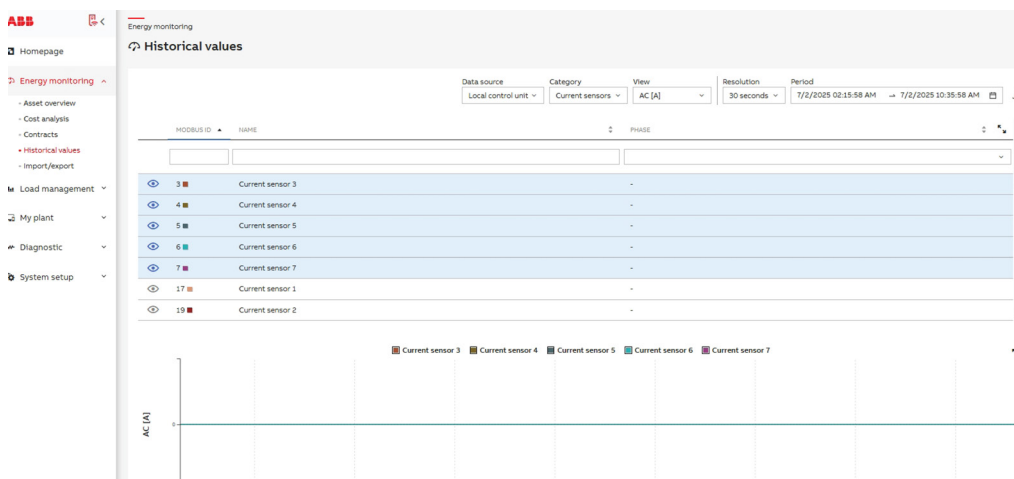 ABB
Homepage
Energy monitoring
- Asset overview
- Cost analysis
- Contracts
• Historical values
- Import/export
Load management
My plant
Diagnostic
System setup
Energy monitoring
Historical values
Data source Category View Resolution Period
Local control unit Current sensors AC [A] 30 seconds 7/2/2025 02:15:58 AM → 7/2/2025 10:35:58 AM
MODBUS ID NAME PHASE
3 Current sensor 3 -
4 Current sensor 4 -
5 Current sensor 5 -
6 Current sensor 6 -
7 Current sensor 7 -
17 Current sensor 1 -
19 Current sensor 2 -
Current sensor 3 Current sensor 4 Current sensor 5 Current sensor 6 Current sensor 7
AC [A]
0